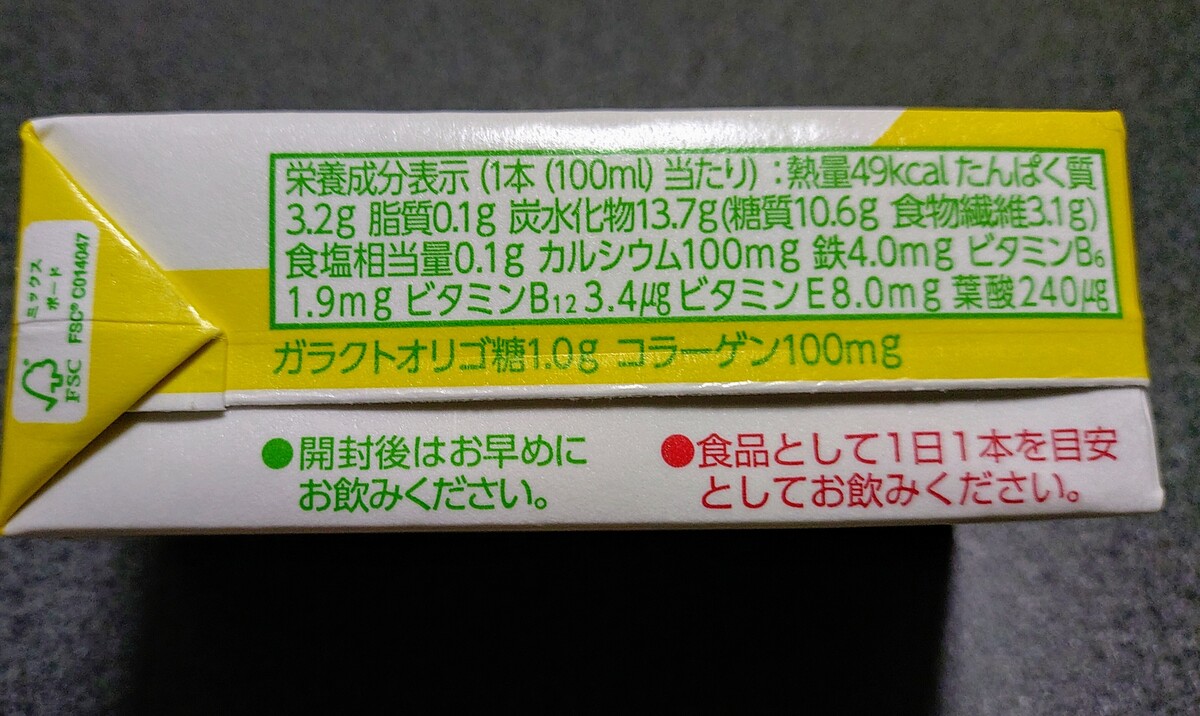 栄養成分表示 (1本 (100ml) 当たり) : 熱量49kcal たんぱく質
3.2g 脂質0.1g 炭水化物13.7g(糖質10.6g 食物繊維3.1g)
食塩相当量0.1g カルシウム100mg 鉄4.0mg ビタミンB₆
1.9mg ビタミンB₁₂ 3.4μg ビタミンE8.0mg 葉酸240μg
ガラクトオリゴ糖1.0g コラーゲン100mg
●開封後はお早めに
お飲みください。
●食品として1日1本を目安
としてお飲みください。
ミックス
ボード
FSC® C014047
FSC